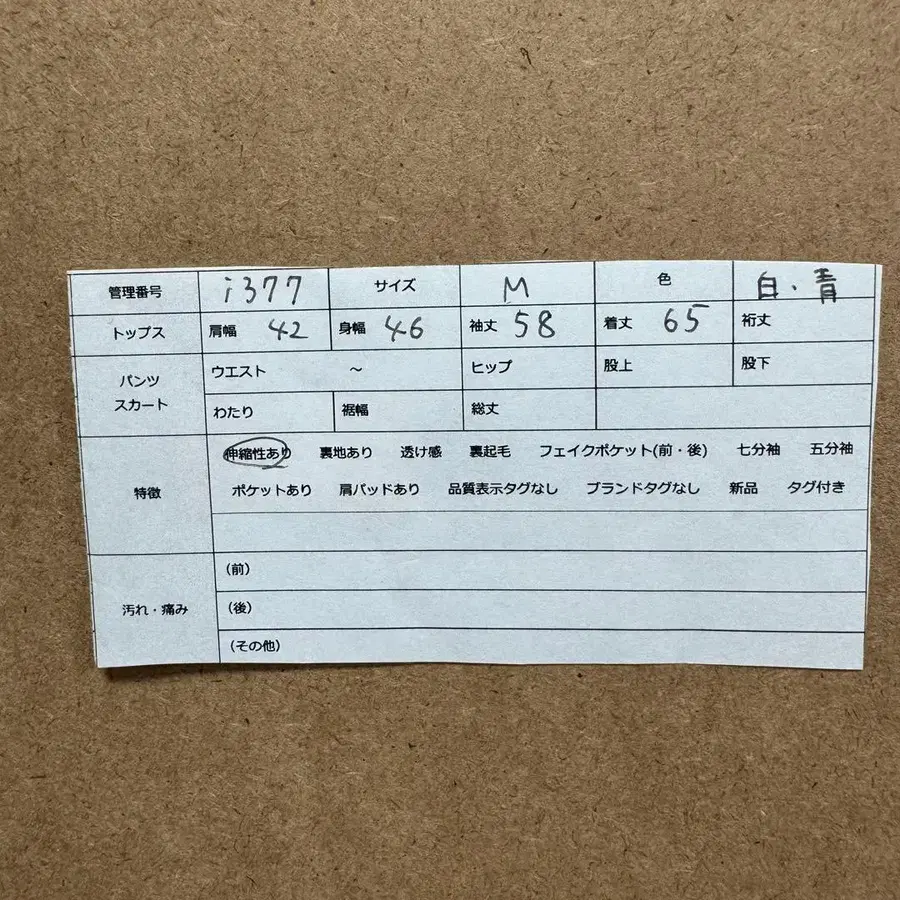 管理番号 i377 サイズ M 色 白・青
トップス 肩幅 42 身幅 46 袖丈 58 着丈 65 裄丈
パンツ スカート ウエスト ～ ヒップ 股上 股下
わたり 裾幅 総丈
特徴 伸縮性あり 裏地あり 透け感 裏起毛 フェイクポケット(前・後) 七分袖 五分袖
ポケットあり 肩パッドあり 品質表示タグなし ブランドタグなし 新品 タグ付き
汚れ・痛み (前)
(後)
(その他)